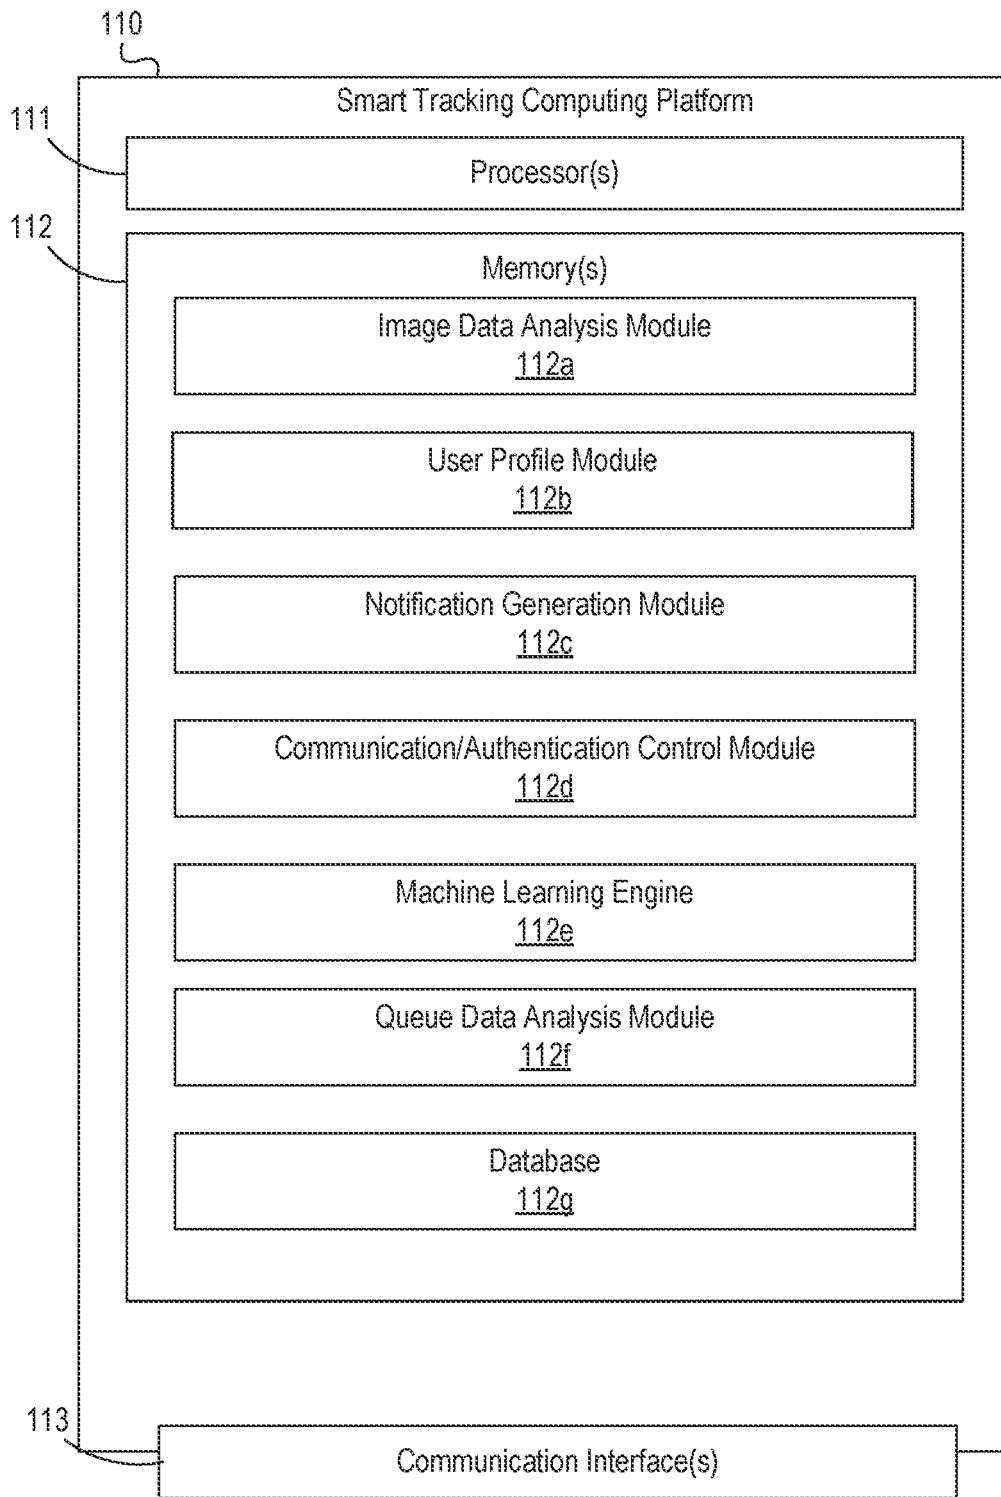 110
Smart Tracking Computing Platform
111
Processor(s)
112
Memory(s)
Image Data Analysis Module
112a
User Profile Module
112b
Notification Generation Module
112c
Communication/Authentication Control Module
112d
Machine Learning Engine
112e
Queue Data Analysis Module
112f
Database
112g
113
Communication Interface(s)